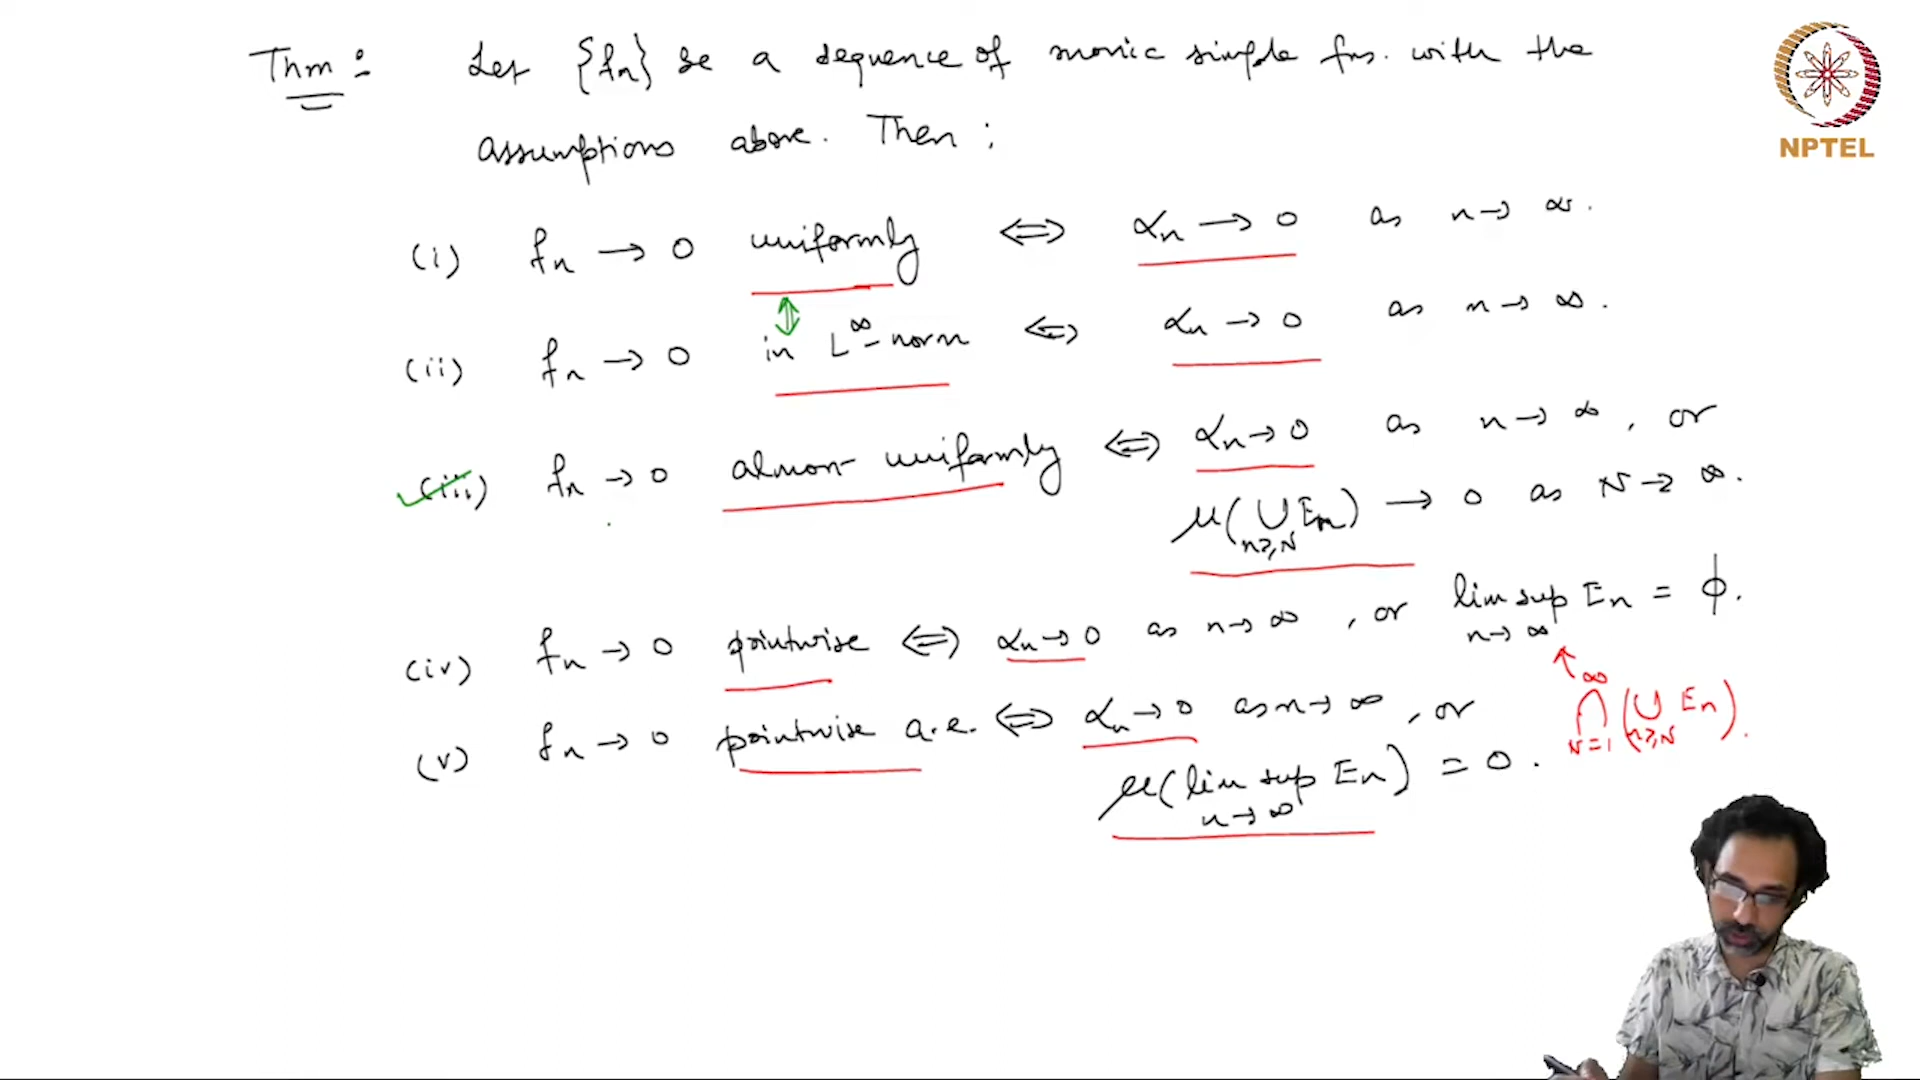 Thm: Let {fn} be a sequence of monic simple fns. with the
assumptions above. Then:
NPTEL
(i) fn → 0 uniformly ⇔ αn → 0 as n → ∞.
⇕
(ii) fn → 0 in L^∞-norm ⇔ αn → 0 as n → ∞.
✓(iii) fn → 0 almost uniformly ⇔ αn → 0 as n → ∞, or
μ(∪_{n≥N} En) → 0 as N → ∞.
(iv) fn → 0 pointwise ⇔ αn → 0 as n → ∞, or lim sup_{n→∞} En = φ.
↑ ∩_{N=1}^∞ (∪_{n≥N} En).
(v) fn → 0 pointwise a.e. ⇔ αn → 0 as n → ∞, or
μ(lim sup_{n→∞} En) = 0.